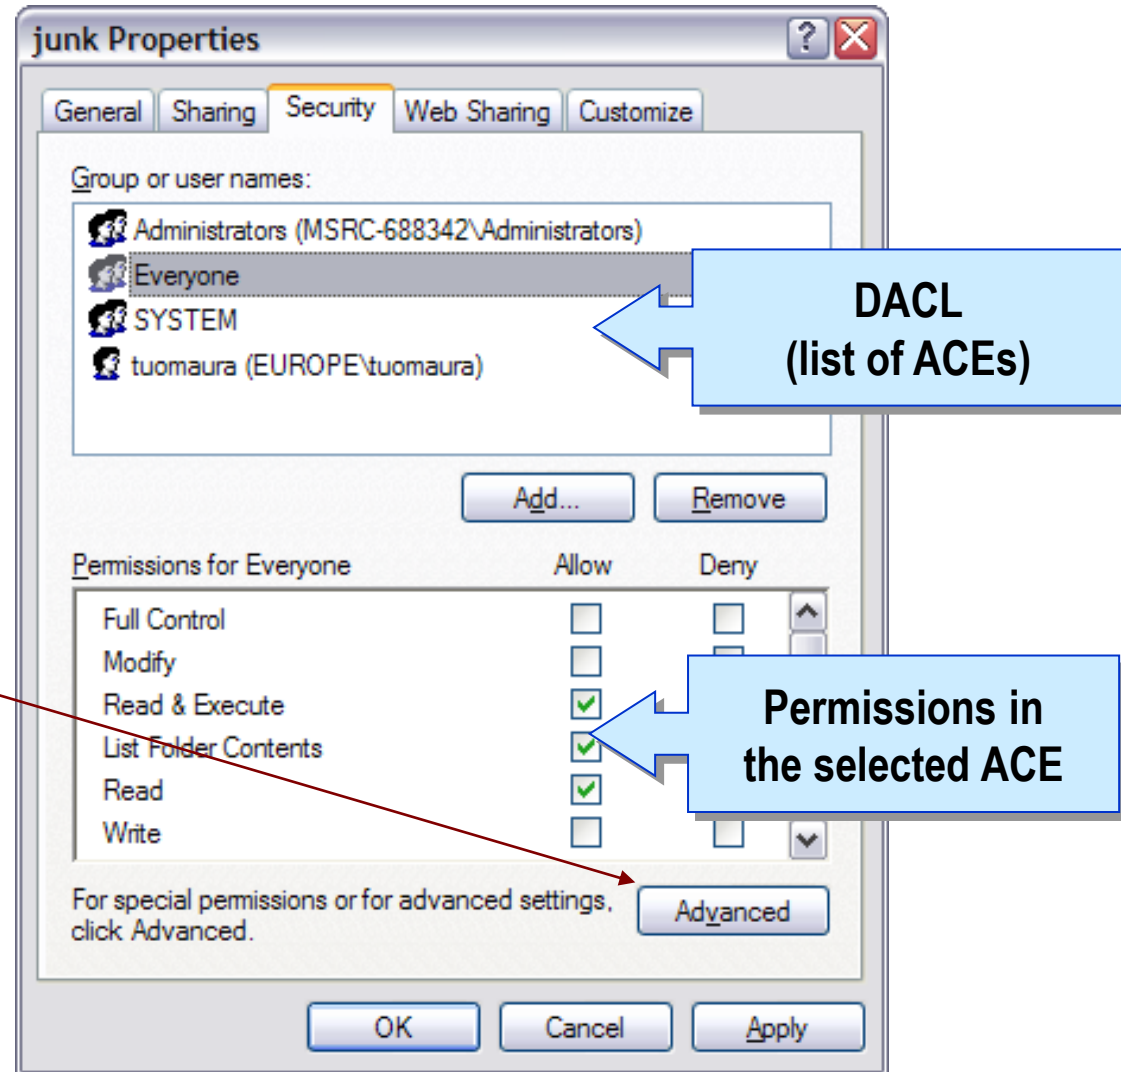 junk Properties
General Sharing Security Web Sharing Customize
Group or user names:
Administrators (MSRC-688342\Administrators)
Everyone
SYSTEM
tuomaura (EUROPE\tuomaura)
DACL
(list of ACEs)
Add... Remove
Permissions for Everyone Allow Deny
Full Control
Modify
Read & Execute
List Folder Contents
Read
Write
Permissions in
the selected ACE
For special permissions or for advanced settings,
click Advanced.
Advanced
OK Cancel Apply